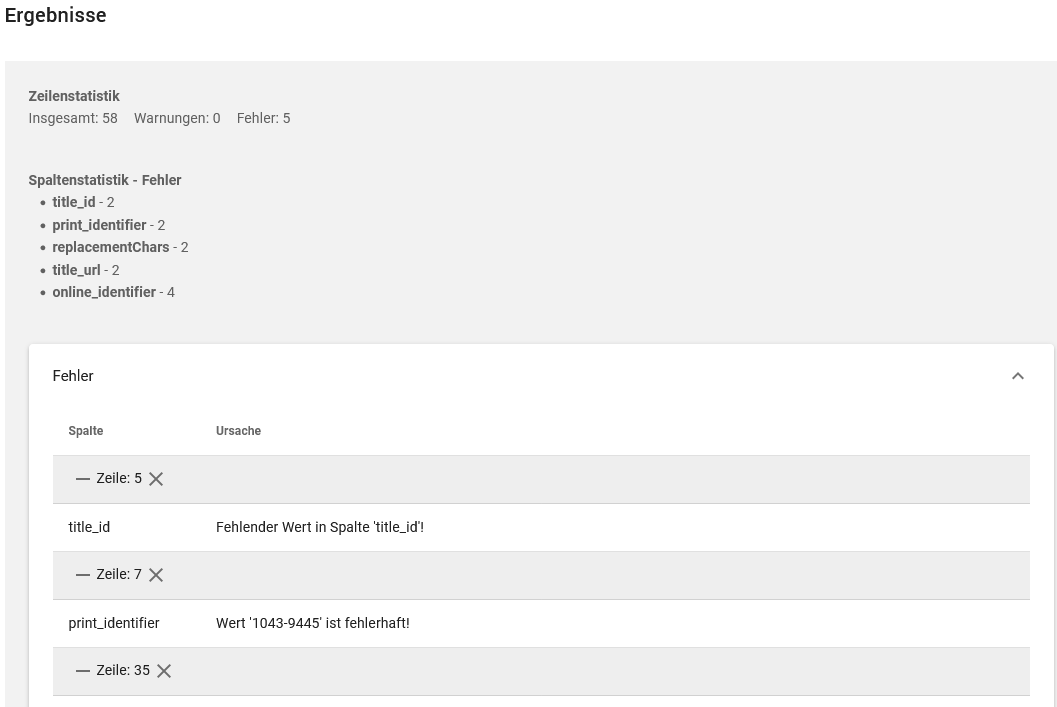 Ergebnisse
Zeilenstatistik
Insgesamt: 58 Warnungen: 0 Fehler: 5
Spaltenstatistik - Fehler
• title_id - 2
• print_identifier - 2
• replacementChars - 2
• title_url - 2
• online_identifier - 4
Fehler
Spalte Ursache
— Zeile: 5
title_id Fehlender Wert in Spalte 'title_id'!
— Zeile: 7
print_identifier Wert '1043-9445' ist fehlerhaft!
— Zeile: 35